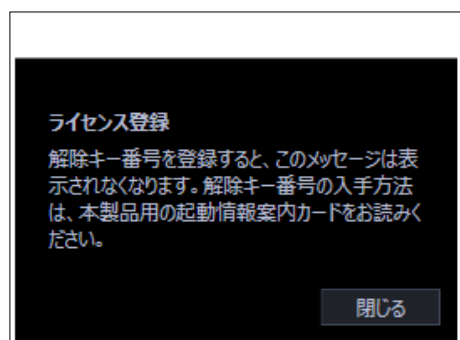 ライセンス登録
解除キー番号を登録すると、このメッセージは表
示されなくなります。解除キー番号の入手方法
は、本製品用の起動情報案内カードをお読みく
ださい。
閉じる